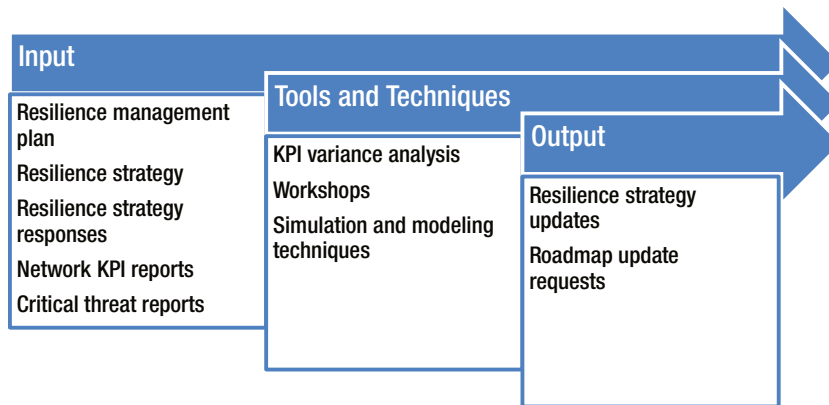 Input
Resilience management
plan
Resilience strategy
Resilience strategy
responses
Network KPI reports
Critical threat reports
Tools and Techniques
KPI variance analysis
Workshops
Simulation and modeling
techniques
Output
Resilience strategy
updates
Roadmap update
requests